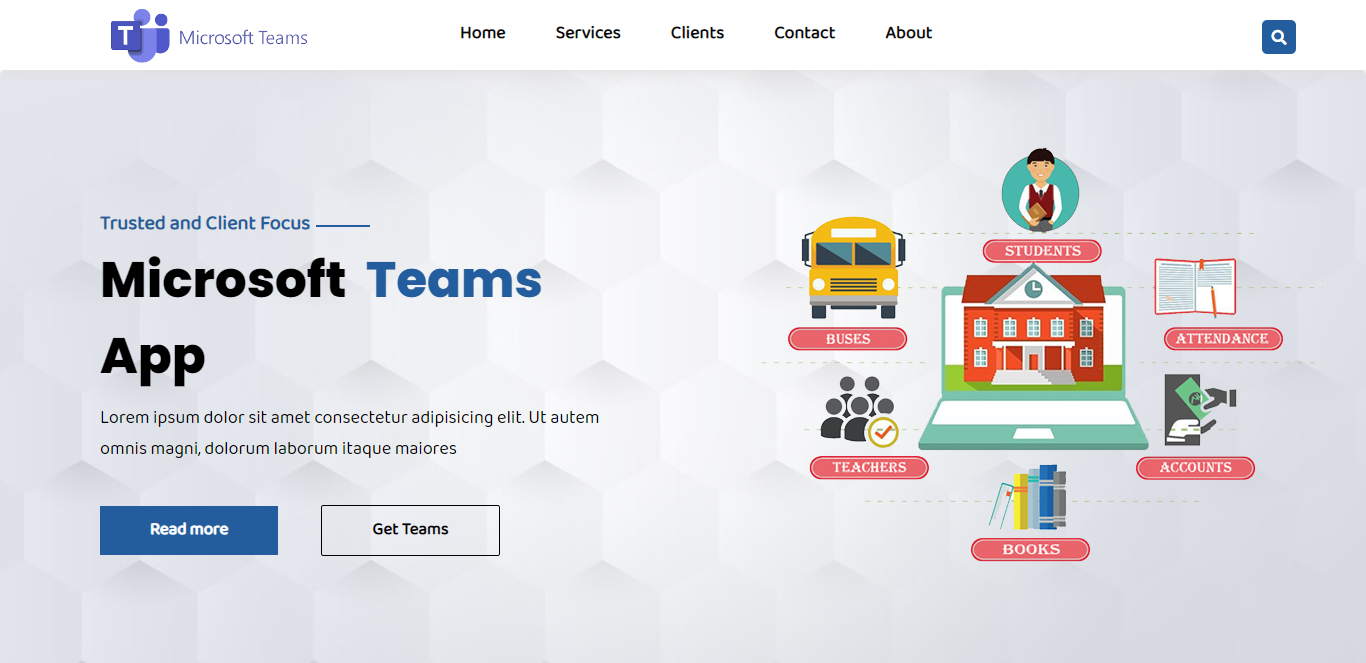 T Microsoft Teams
Home Services Clients Contact About
Trusted and Client Focus
Microsoft Teams
App
Lorem ipsum dolor sit amet consectetur adipisicing elit. Ut autem
omnis magni, dolorum laborum itaque maiores
Read more
Get Teams
STUDENTS
BUSES
ATTENDANCE
TEACHERS
ACCOUNTS
BOOKS